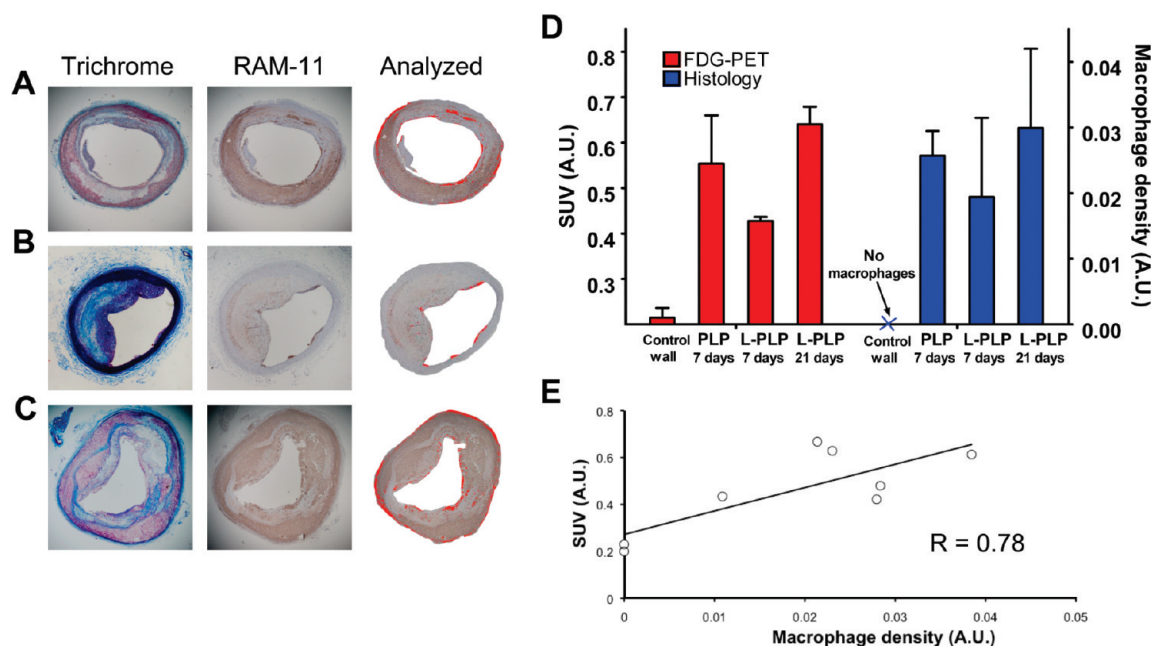 Trichrome RAM-11 Analyzed
A
B
C
D
FDG-PET
Histology
SUV (A.U.)
0.8
0.7
0.6
0.5
0.4
0.3
Macrophage density (A.U.)
0.04
0.03
0.02
0.01
0.00
No
macrophages
Control PLP L-PLP L-PLP Control PLP L-PLP L-PLP
wall 7 days 7 days 21 days wall 7 days 7 days 21 days
E
SUV (A.U.)
0.8
0.6
0.4
0.2
0
R = 0.78
0 0.01 0.02 0.03 0.04 0.05
Macrophage density (A.U.)